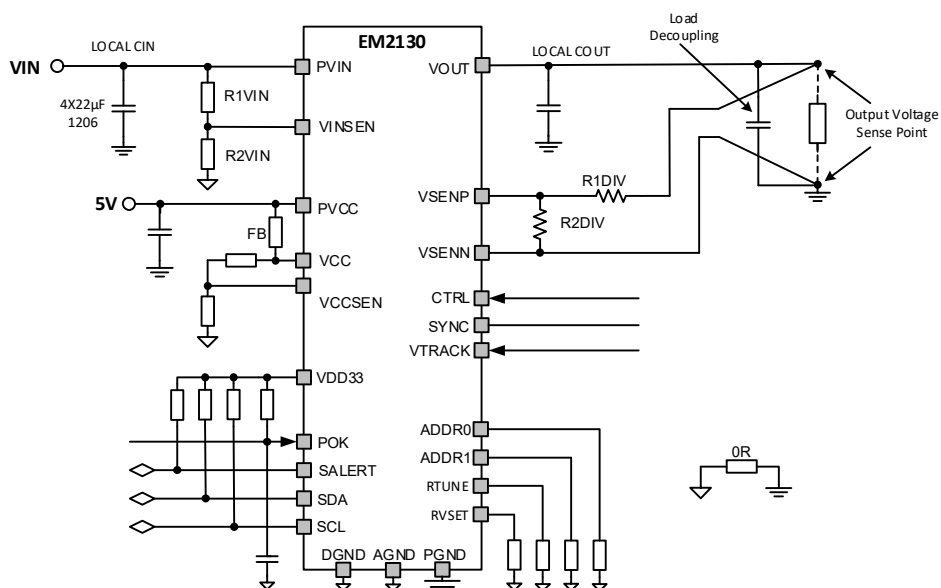 EM2130
Load
Decoupling
LOCAL CIN
LOCAL COUT
VIN
PVIN
VOUT
4X22µF
1206
R1VIN
VINSEN
R2VIN
Output Voltage
Sense Point
R1DIV
VSENP
5V
PVCC
R2DIV
FB
VCC
VSENN
VCCSEN
CTRL
SYNC
VTRACK
VDD33
POK
ADDR0
SALERT
ADDR1
0R
SDA
RTUNE
SCL
RVSET
DGND
AGND
PGND